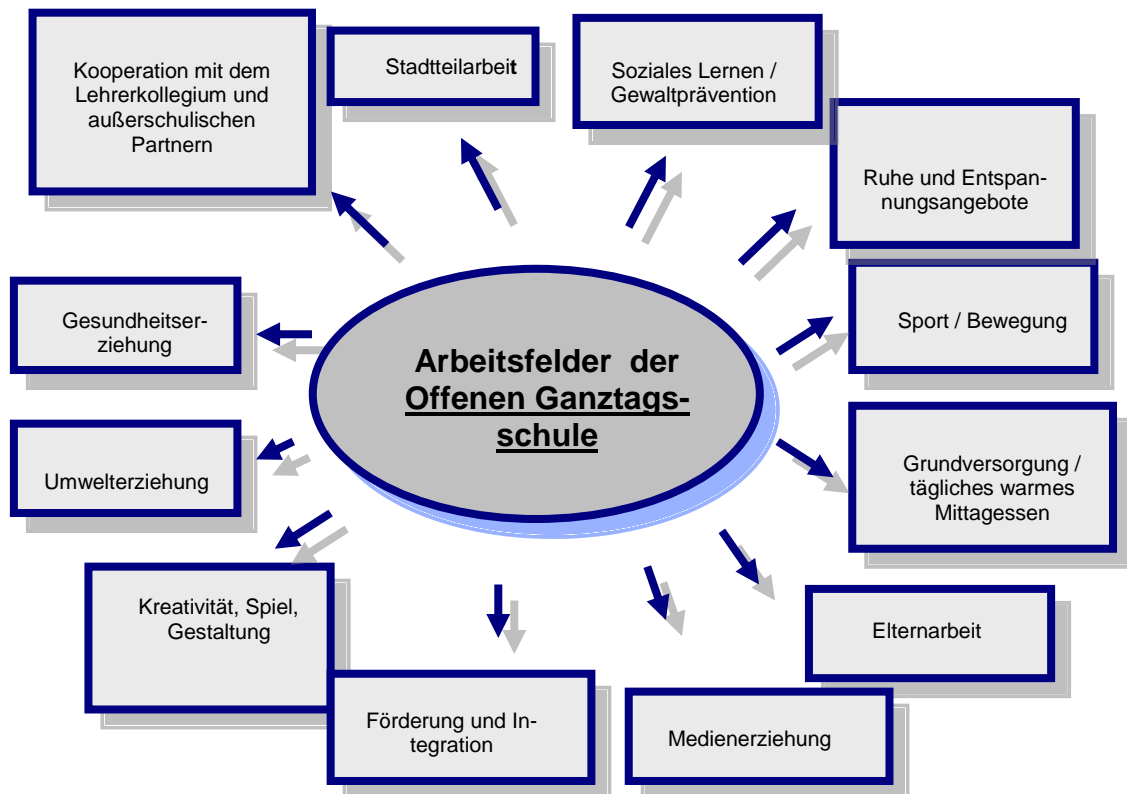 Kooperation mit dem
Lehrerkollegium und
außerschulischen
Partnern
Stadtteilarbeit
Soziales Lernen /
Gewaltprävention
Ruhe und Entspan-
nungsangebote
Gesundheitser-
ziehung
Sport / Bewegung
Arbeitsfelder der
Offenen Ganztags-
schule
Umwelterziehung
Grundversorgung /
tägliches warmes
Mittagessen
Kreativität, Spiel,
Gestaltung
Elternarbeit
Förderung und In-
tegration
Medienerziehung